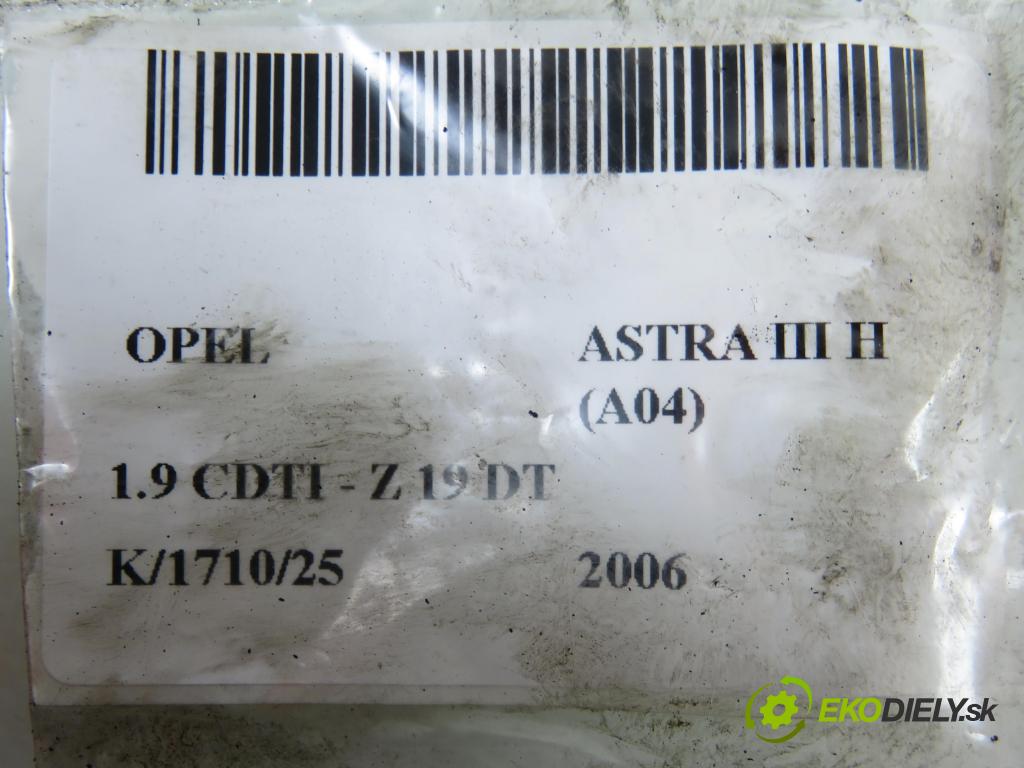 OPEL ASTRA III H
(A04)
1.9 CDTI - Z 19 DT
K/1710/25 2006
EKODIELY.sk